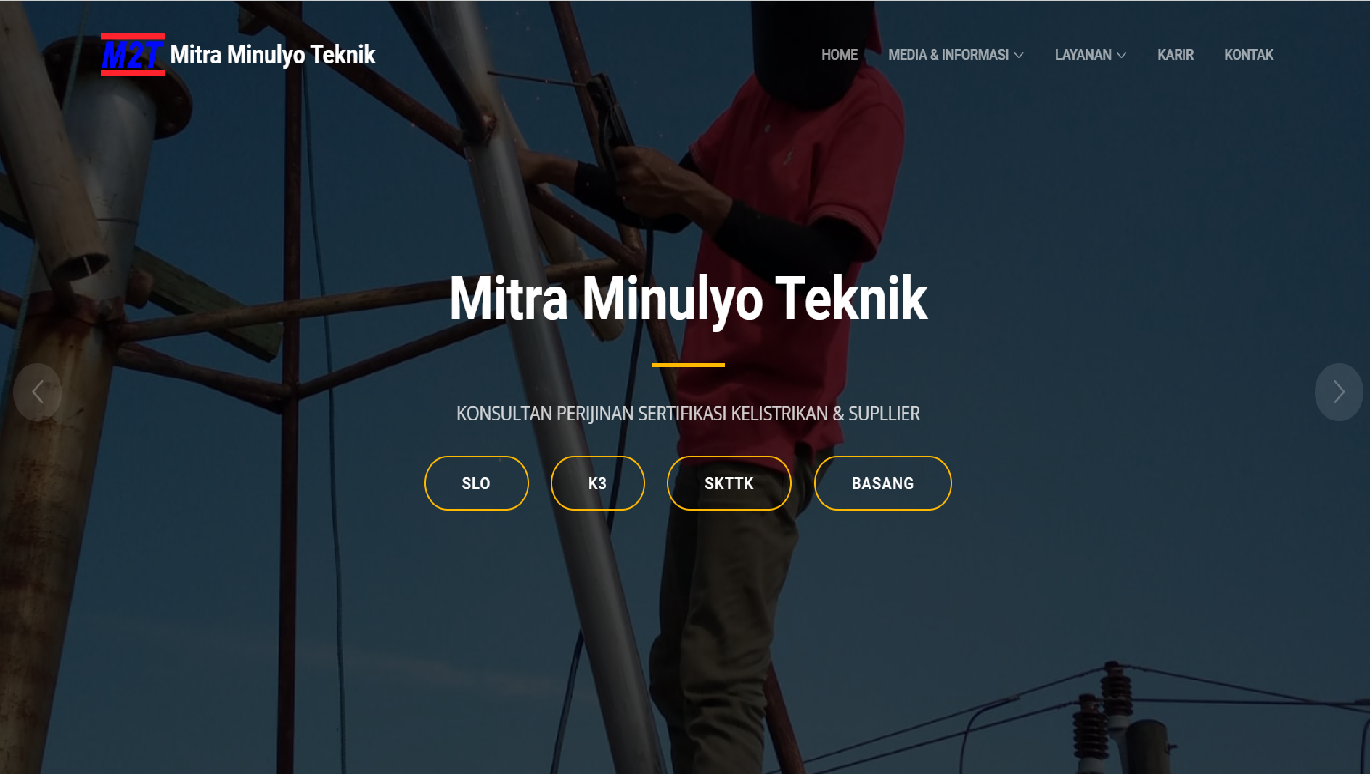 M2T Mitra Minulyo Teknik
HOME MEDIA & INFORMASI LAYANAN KARIR KONTAK
Mitra Minulyo Teknik
KONSULTAN PERIJINAN SERTIFIKASI KELISTRIKAN & SUPLLIER
SLO K3 SKTTK BASANG